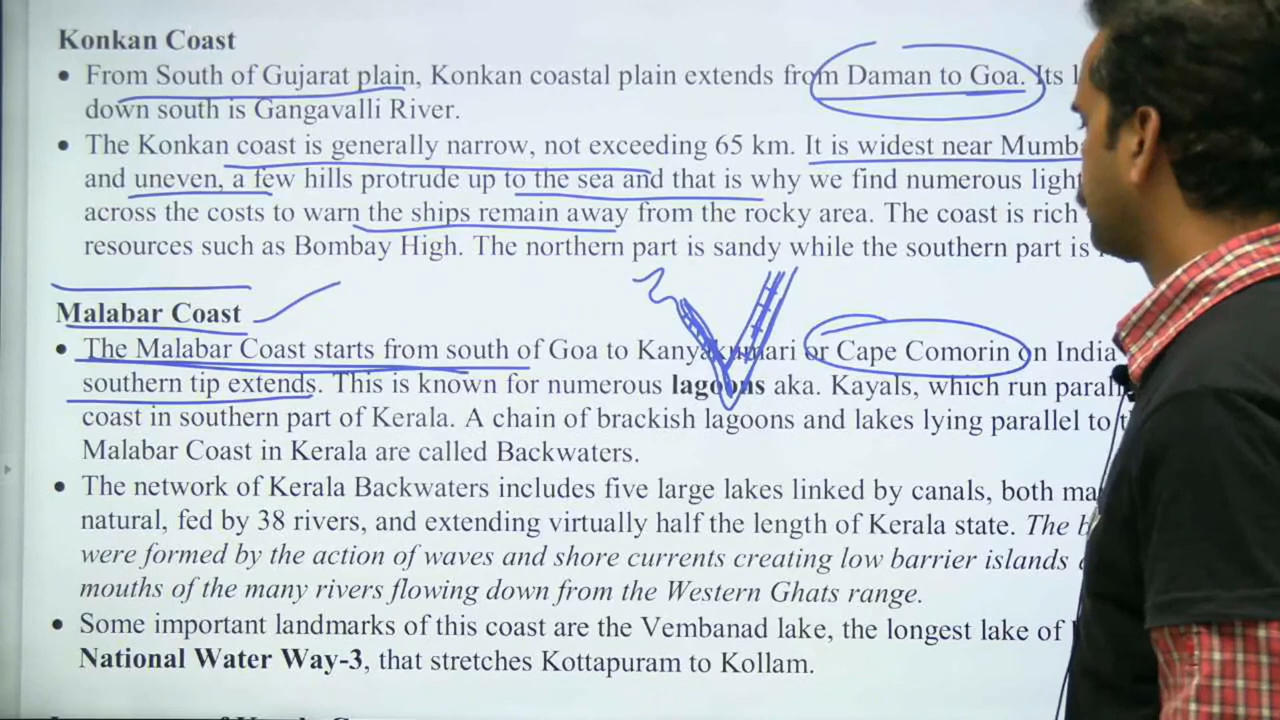 Konkan Coast
• From South of Gujarat plain, Konkan coastal plain extends from Daman to Goa. Its
down south is Gangavalli River.
• The Konkan coast is generally narrow, not exceeding 65 km. It is widest near
and uneven, a few hills protrude up to the sea and that is why we find numerous
across the costs to warn the ships remain away from the rocky area. The coast is rich
resources such as Bombay High. The northern part is sandy while the southern part is
Malabar Coast
• The Malabar Coast starts from south of Goa to Kanyakumari or Cape Comorin on India
southern tip extends. This is known for numerous lagoons aka. Kayals, which run
coast in southern part of Kerala. A chain of brackish lagoons and lakes lying parallel to
Malabar Coast in Kerala are called Backwaters.
• The network of Kerala Backwaters includes five large lakes linked by canals, both
natural, fed by 38 rivers, and extending virtually half the length of Kerala state. The
were formed by the action of waves and shore currents creating low barrier islands
mouths of the many rivers flowing down from the Western Ghats range.
• Some important landmarks of this coast are the Vembanad lake, the longest lake of
National Water Way-3, that stretches Kottapuram to Kollam.